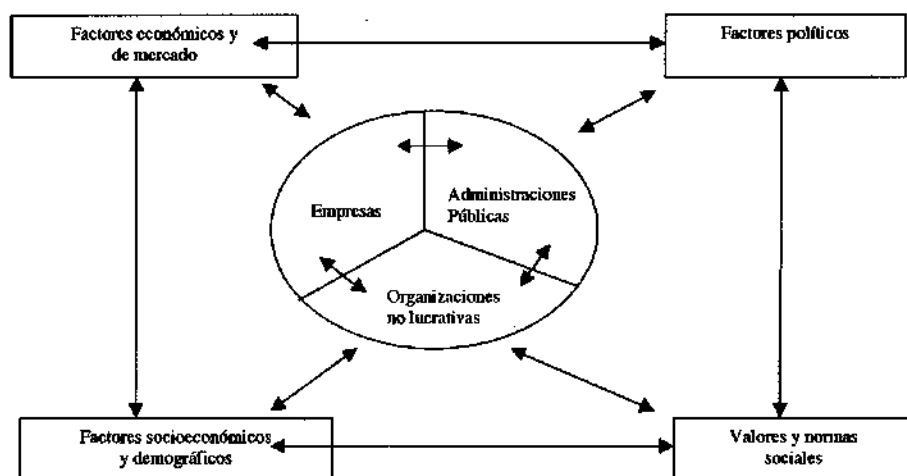 Factores económicos y
de mercado
Factores políticos
Empresas
Administraciones
Públicas
Organizaciones
no lucrativas
Factores socioeconómicos
y demográficos
Valores y normas
sociales